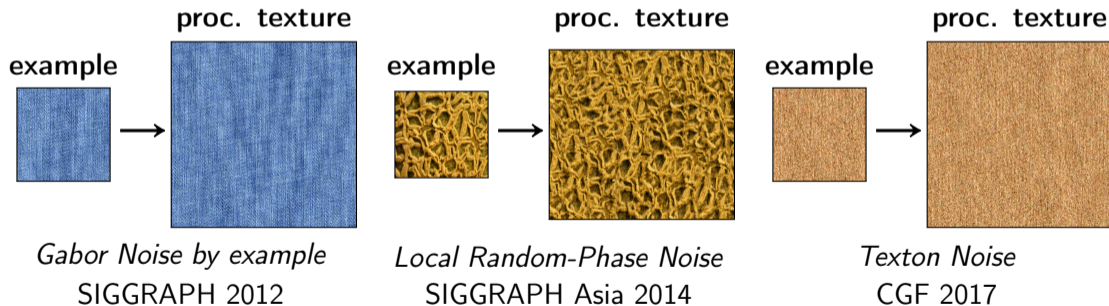 proc. texture
example
Gabor Noise by example
SIGGRAPH 2012
proc. texture
example
Local Random-Phase Noise
SIGGRAPH Asia 2014
proc. texture
example
Texton Noise
CGF 2017